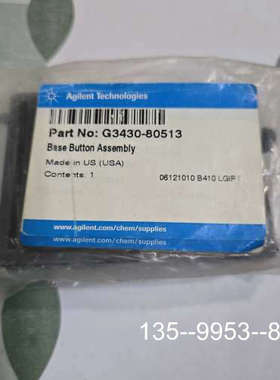 Agilent Technologies
Part No: G3430-80513
Base Button Assembly
Made in US (USA)
Contents: 1
06121010 B410 LGIP1
www.agilent.com/chem/supplies
www.agilent.com/chem/supplies
135--9953--8